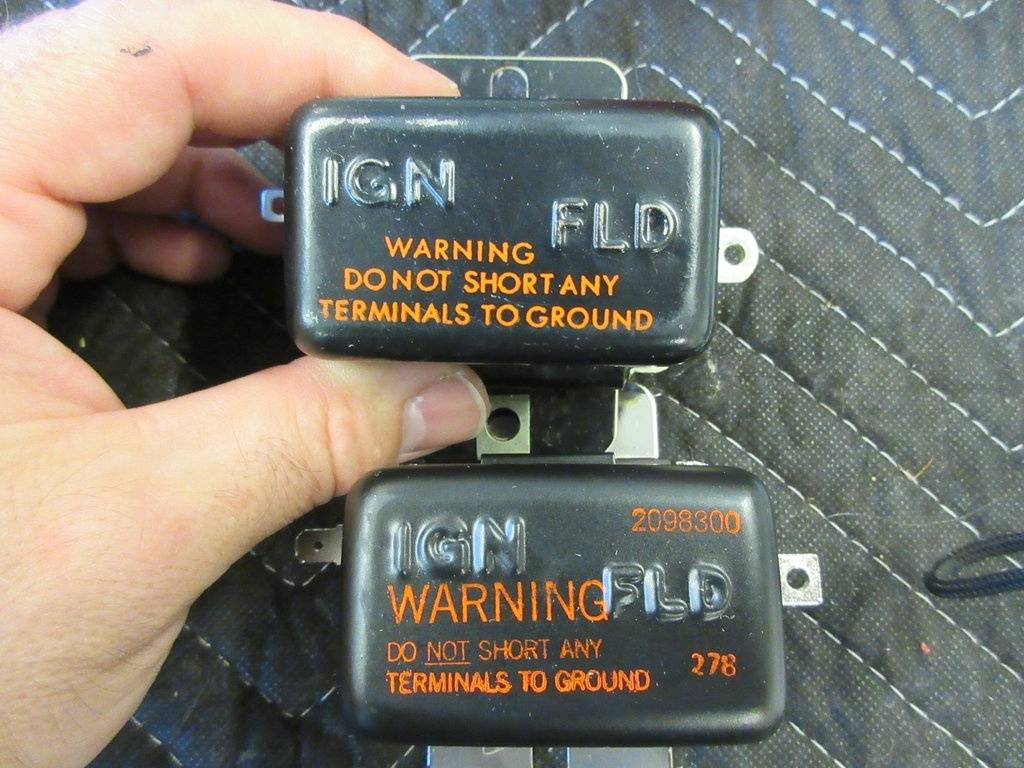 IGN
FLD
WARNING
DO NOT SHORT ANY
TERMINALS TO GROUND
2098300
IGN
FLD
WARNING
DO NOT SHORT ANY
278
TERMINALS TO GROUND